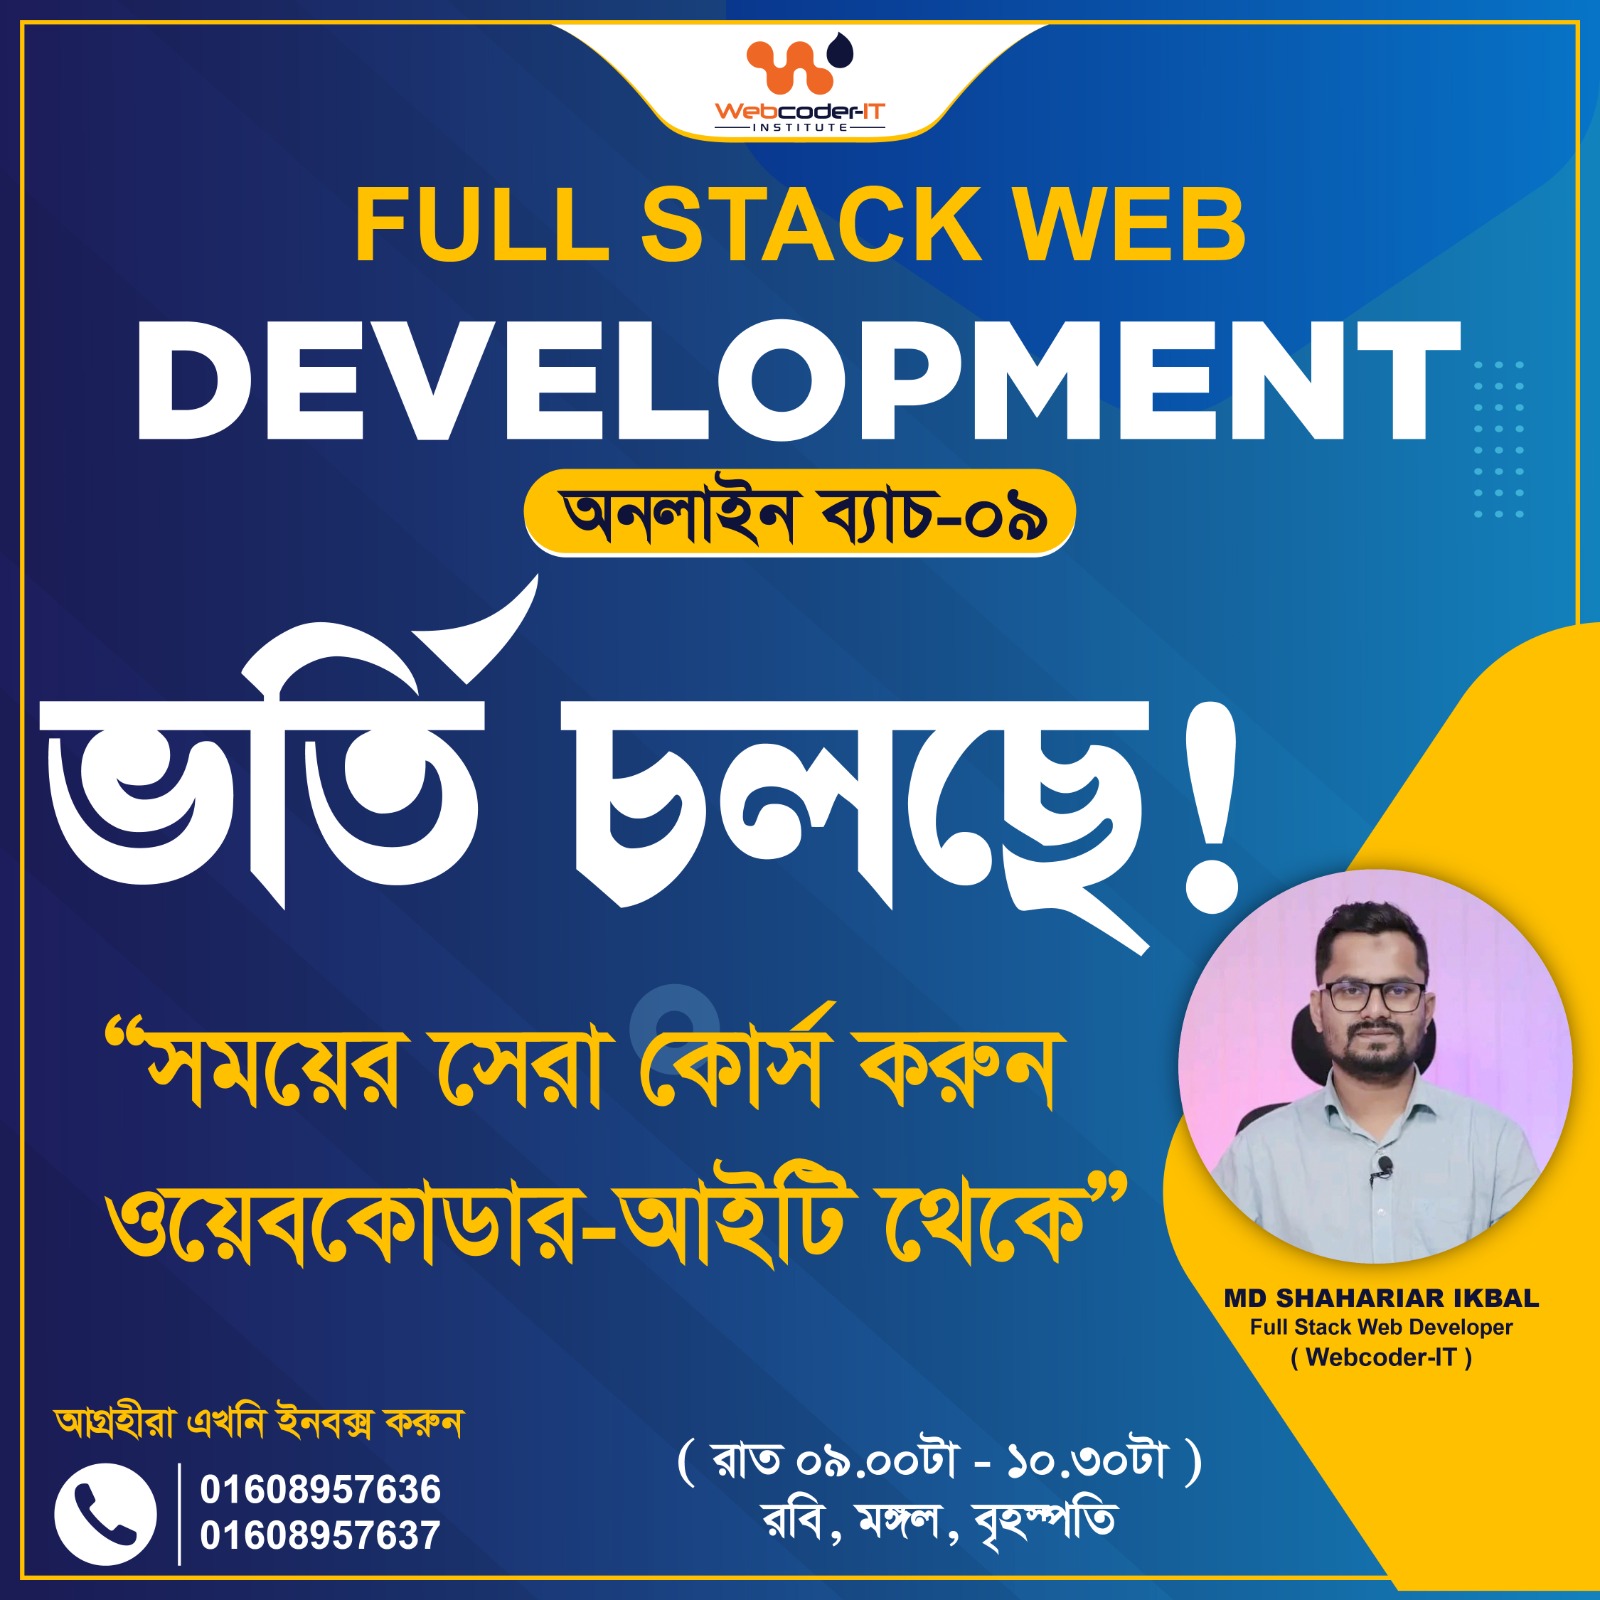 Webcoder-IT
INSTITUTE
FULL STACK WEB
DEVELOPMENT
অনলাইন ব্যাচ-০৯
ভর্তি চলছে!
“সময়ের সেরা কোর্স করুন
ওয়েবকোডার-আইটি থেকে”
MD SHAHARIAR IKBAL
Full Stack Web Developer
( Webcoder-IT )
আগ্রহীরা এখনি ইনবক্স করুন
01608957636
01608957637
( রাত ০৯.০০টা - ১০.৩০টা )
রবি, মঙ্গল, বৃহস্পতি